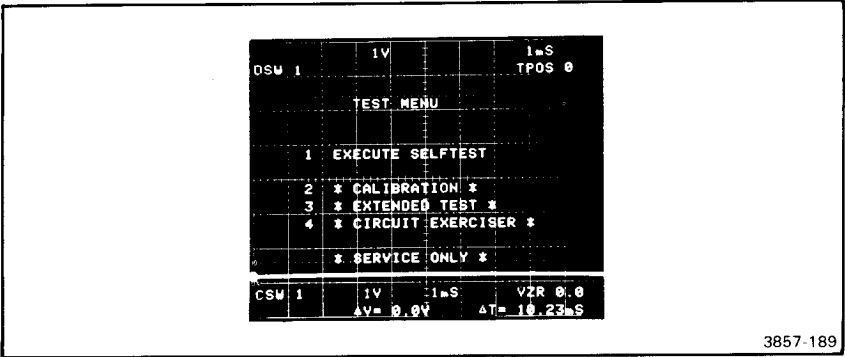 1V 1mS
DSW 1 TPOS 0
TEST MENU
1 EXECUTE SELFTEST
2 * CALIBRATION *
3 * EXTENDED TEST *
4 * CIRCUIT EXERCISER *
* SERVICE ONLY *
CSW 1 1V 1mS VZR 0.0
ΔV= 0.0V ΔT= 10.23mS
3857-189